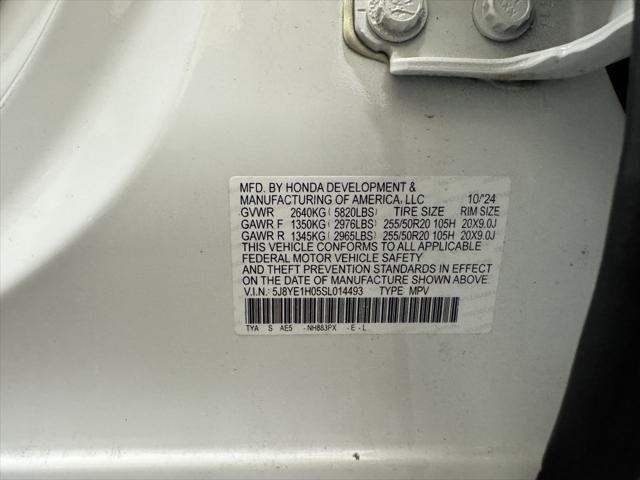 MFD. BY HONDA DEVELOPMENT &
MANUFACTURING OF AMERICA, LLC 10/'24
GVWR 2640KG ( 5820LBS) TIRE SIZE RIM SIZE
GAWR F 1350KG ( 2976LBS) 255/50R20 105H 20X9.0J
GAWR R 1345KG ( 2965LBS) 255/50R20 105H 20X9.0J
THIS VEHICLE CONFORMS TO ALL APPLICABLE
FEDERAL MOTOR VEHICLE SAFETY
AND THEFT PREVENTION STANDARDS IN EFFECT
ON THE DATE OF MANUFACTURE SHOWN ABOVE.
V.I.N.: 5J8YE1H05SL014493 TYPE MPV
TYA S AE5 -NH883PX -E-L